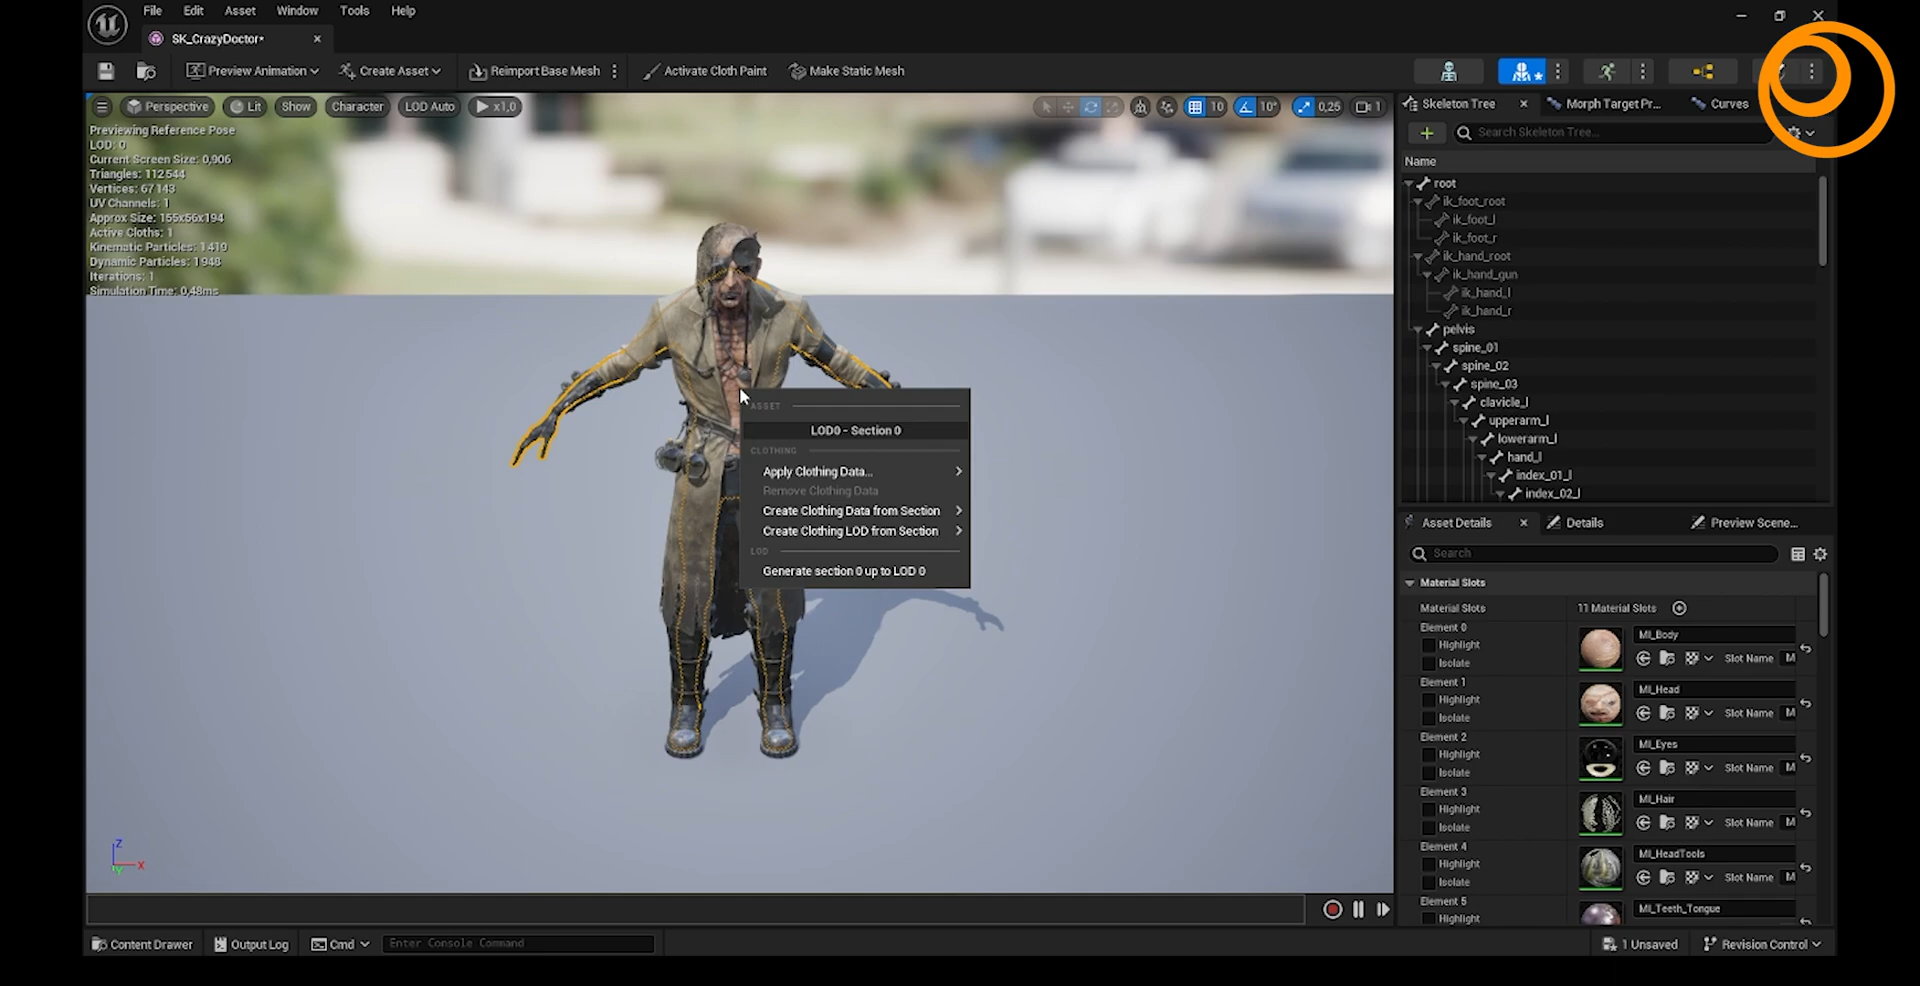 File Edit Asset Window Tools Help
SK_CrazyDoctor*
Preview Animation Create Asset Reimport Base Mesh Activate Cloth Paint Make Static Mesh
Perspective Lit Show Character LOD Auto x1,0 10 10° 0,25 1
Previewing Reference Pose
LOD: 0
Current Screen Size: 0,906
Triangles: 112 544
Vertices: 67 143
UV Channels: 1
Approx Size: 155x56x194
Active Cloths: 1
Kinematic Particles: 1 419
Dynamic Particles: 1 948
Iterations: 1
Simulation Time: 0,48ms
ASSET
LOD0 - Section 0
CLOTHING
Apply Clothing Data...
Remove Clothing Data
Create Clothing Data from Section
Create Clothing LOD from Section
LOD
Generate section 0 up to LOD 0
Z
X
Y
Skeleton Tree Morph Target Pr... Curves
Search Skeleton Tree...
Name
root
ik_foot_root
ik_foot_l
ik_foot_r
ik_hand_root
ik_hand_gun
ik_hand_l
ik_hand_r
pelvis
spine_01
spine_02
spine_03
clavicle_l
upperarm_l
lowerarm_l
hand_l
index_01_l
index_02_l
Asset Details Details Preview Scene...
Search
Material Slots
Material Slots 11 Material Slots
Element 0 MI_Body
Highlight
Isolate Slot Name M
Element 1 MI_Head
Highlight
Isolate Slot Name M
Element 2 MI_Eyes
Highlight
Isolate Slot Name M
Element 3 MI_Hair
Highlight
Isolate Slot Name M
Element 4 MI_HeadTools
Highlight
Isolate Slot Name M
Element 5 MI_Teeth_Tongue
Highlight
Content Drawer Output Log Cmd Enter Console Command 1 Unsaved Revision Control